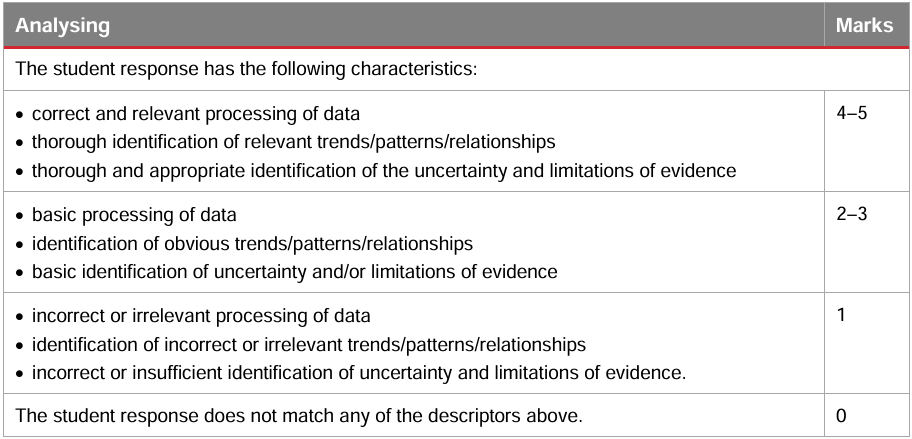 Analysing Marks
The student response has the following characteristics:
• correct and relevant processing of data 4–5
• thorough identification of relevant trends/patterns/relationships
• thorough and appropriate identification of the uncertainty and limitations of evidence
• basic processing of data 2–3
• identification of obvious trends/patterns/relationships
• basic identification of uncertainty and/or limitations of evidence
• incorrect or irrelevant processing of data 1
• identification of incorrect or irrelevant trends/patterns/relationships
• incorrect or insufficient identification of uncertainty and limitations of evidence.
The student response does not match any of the descriptors above. 0